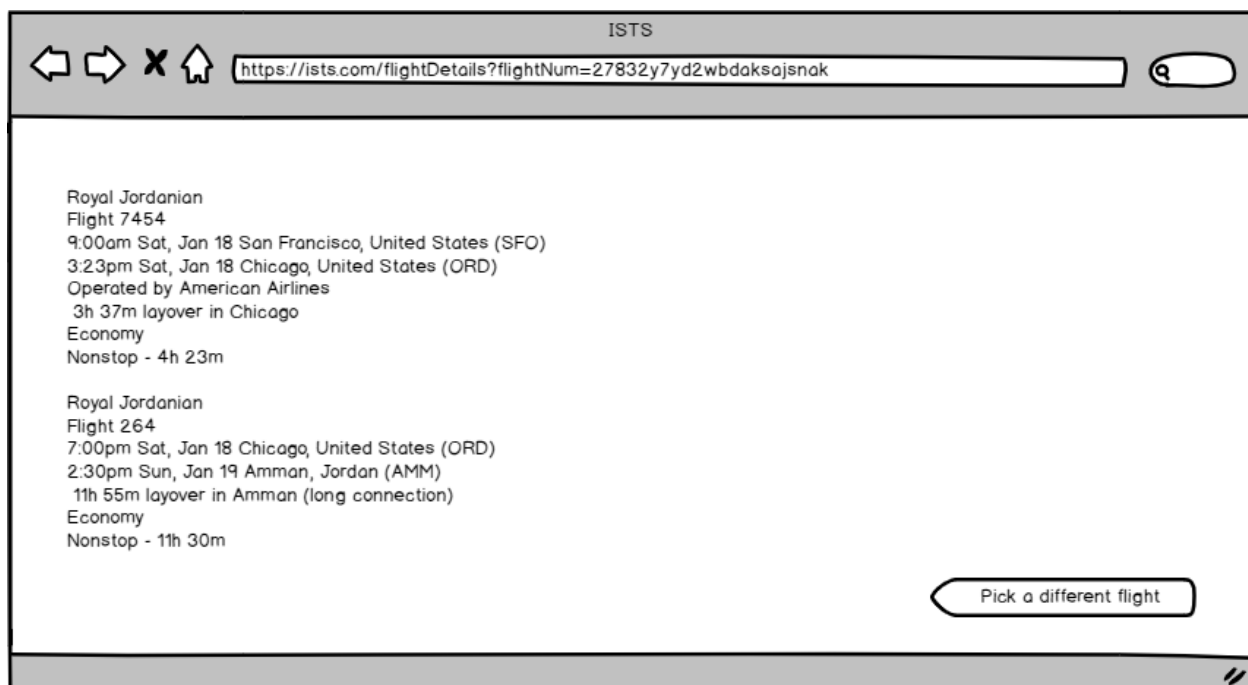 ISTS
https://ists.com/flightDetails?flightNum=27832y7yd2wbdaksajsnak
Royal Jordanian
Flight 7454
9:00am Sat, Jan 18 San Francisco, United States (SFO)
3:23pm Sat, Jan 18 Chicago, United States (ORD)
Operated by American Airlines
3h 37m layover in Chicago
Economy
Nonstop - 4h 23m
Royal Jordanian
Flight 264
7:00pm Sat, Jan 18 Chicago, United States (ORD)
2:30pm Sun, Jan 19 Amman, Jordan (AMM)
11h 55m layover in Amman (long connection)
Economy
Nonstop - 11h 30m
Pick a different flight